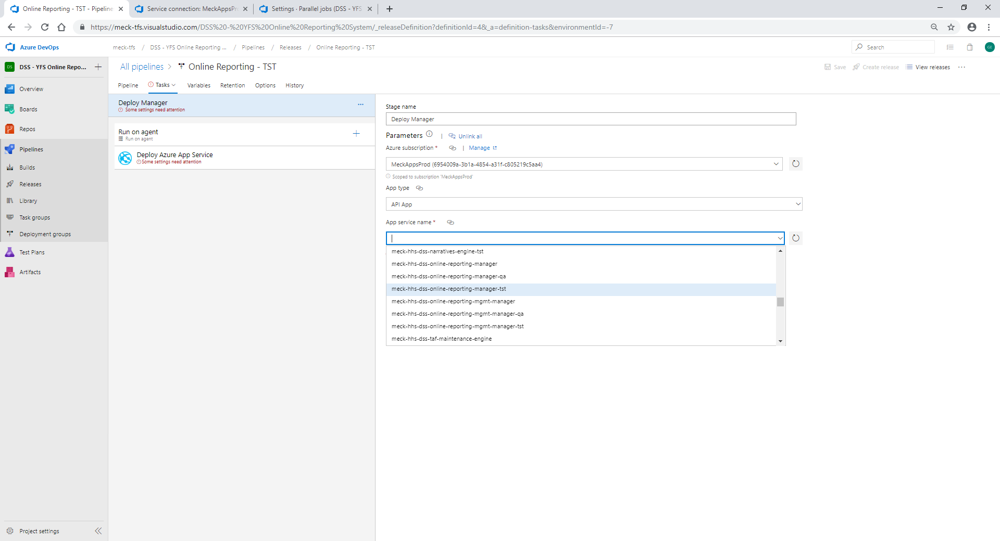 Online Reporting - TST - Pipeline
Service connection: MeckAppsPr
Settings · Parallel jobs (DSS - YFS
https://meck-tfs.visualstudio.com/DSS%20-%20YFS%20Online%20Reporting%20System/_releaseDefinition?definitionId=4&_a=definition-tasks&environmentId=-7
Azure DevOps
meck-tfs / DSS - YFS Online Reporting ... / Pipelines / Releases / Online Reporting - TST
Search
GE
DS DSS - YFS Online Repo...
All pipelines > Online Reporting - TST
Save Create release View releases ...
Pipeline Tasks Variables Retention Options History
Overview
Boards
Repos
Pipelines
Builds
Releases
Library
Task groups
Deployment groups
Test Plans
Artifacts
Project settings
Deploy Manager
Some settings need attention
Run on agent
Run on agent
Deploy Azure App Service
Some settings need attention
Stage name
Deploy Manager
Parameters | Unlink all
Azure subscription * | Manage
MeckAppsProd (6954009a-3b1a-4854-a31f-c805219c5aa4)
Scoped to subscription 'MeckAppsProd'
App type
API App
App service name *
meck-hhs-dss-narratives-engine-tst
meck-hhs-dss-online-reporting-manager
meck-hhs-dss-online-reporting-manager-qa
meck-hhs-dss-online-reporting-manager-tst
meck-hhs-dss-online-reporting-mgmt-manager
meck-hhs-dss-online-reporting-mgmt-manager-qa
meck-hhs-dss-online-reporting-mgmt-manager-tst
meck-hhs-dss-taf-maintenance-engine